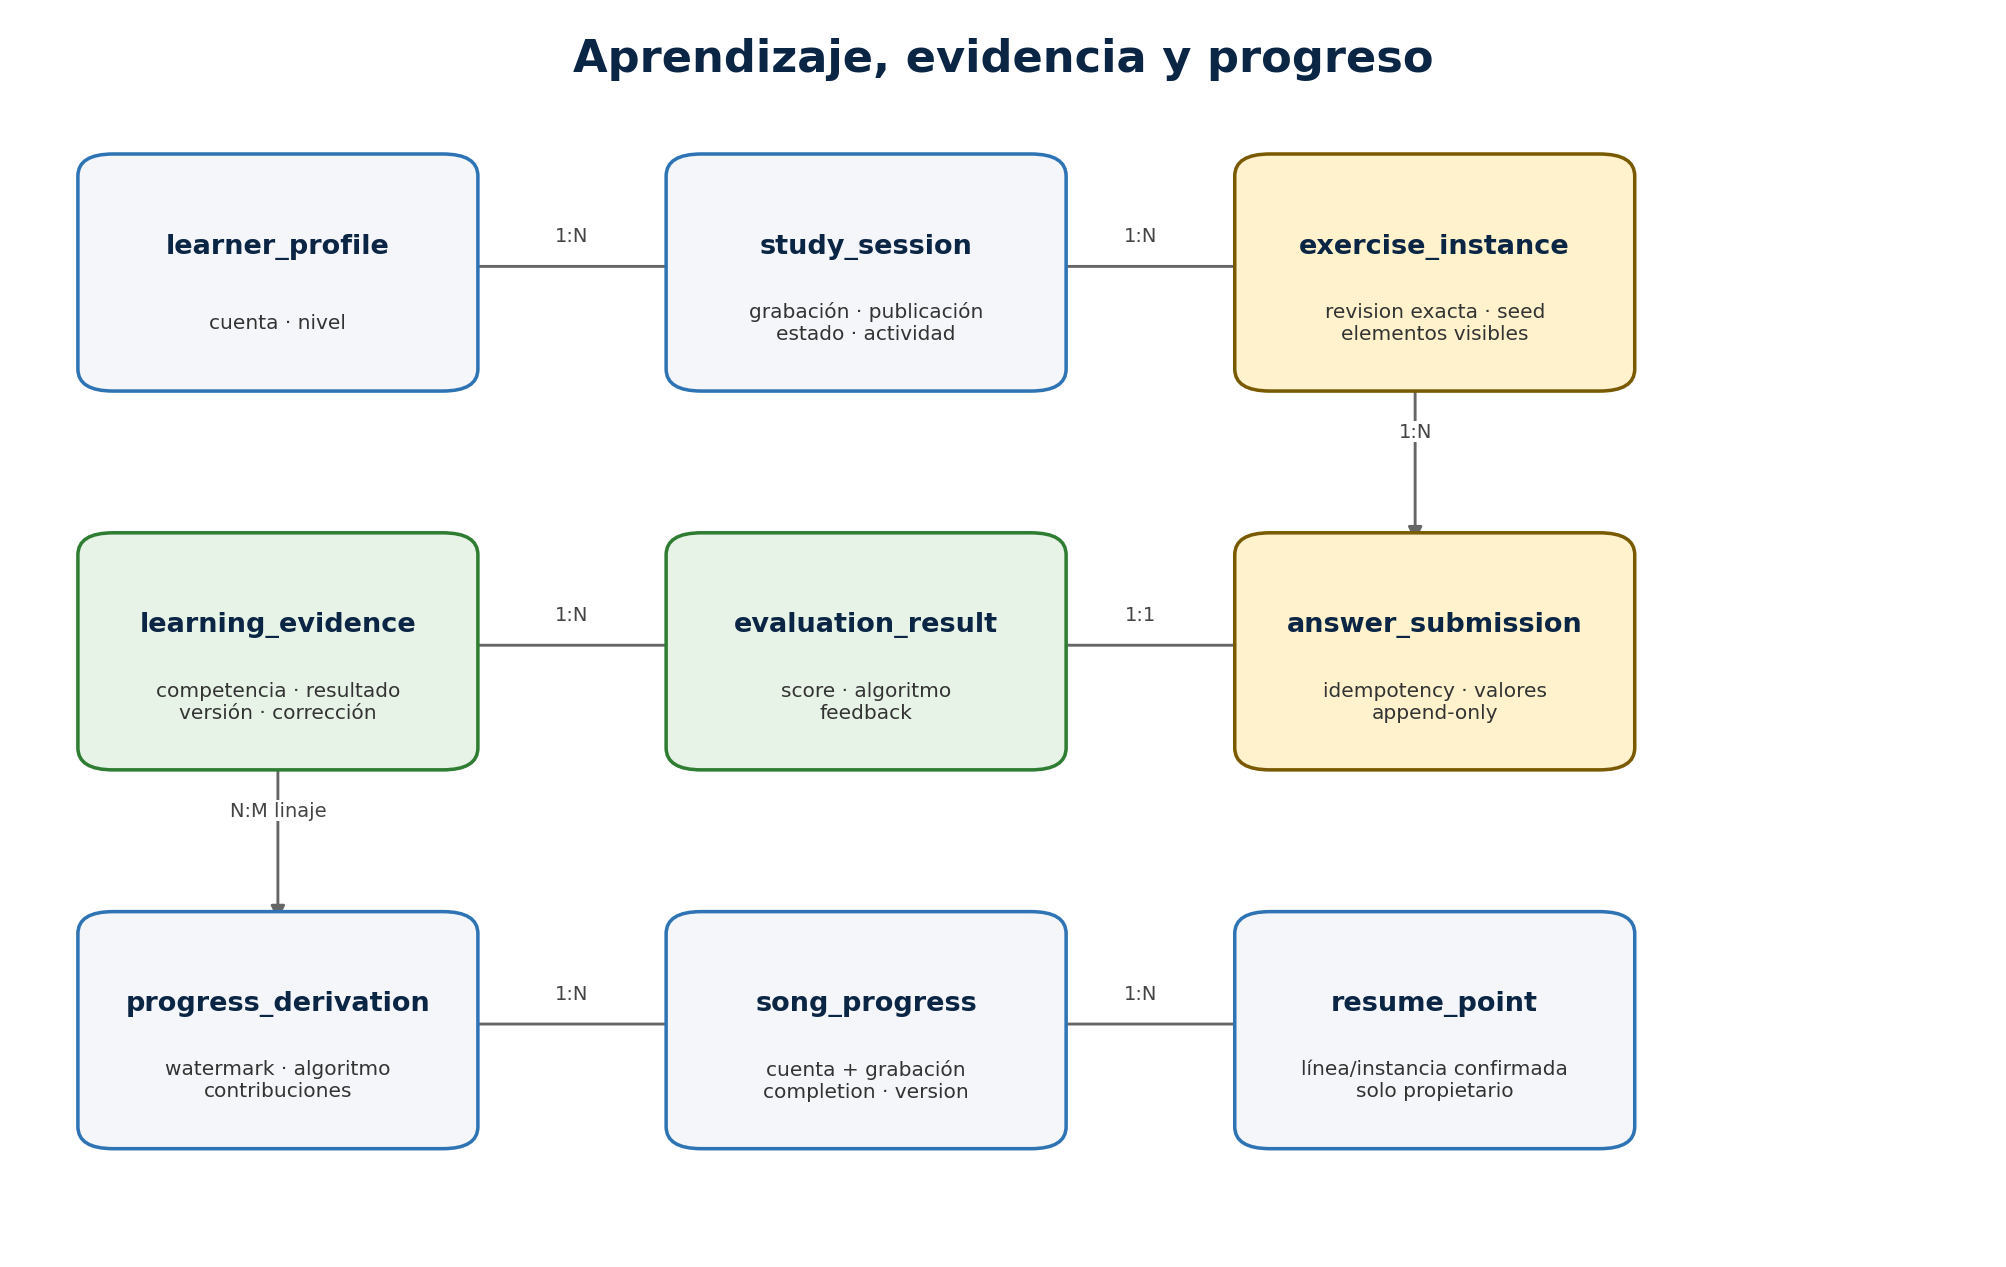 Aprendizaje, evidencia y progreso
learner_profile
cuenta · nivel
1:N
study_session
grabación · publicación
estado · actividad
1:N
exercise_instance
revision exacta · seed
elementos visibles
1:N
learning_evidence
competencia · resultado
versión · corrección
1:N
evaluation_result
score · algoritmo
feedback
1:1
answer_submission
idempotency · valores
append-only
N:M linaje
progress_derivation
watermark · algoritmo
contribuciones
1:N
song_progress
cuenta + grabación
completion · version
1:N
resume_point
línea/instancia confirmada
solo propietario